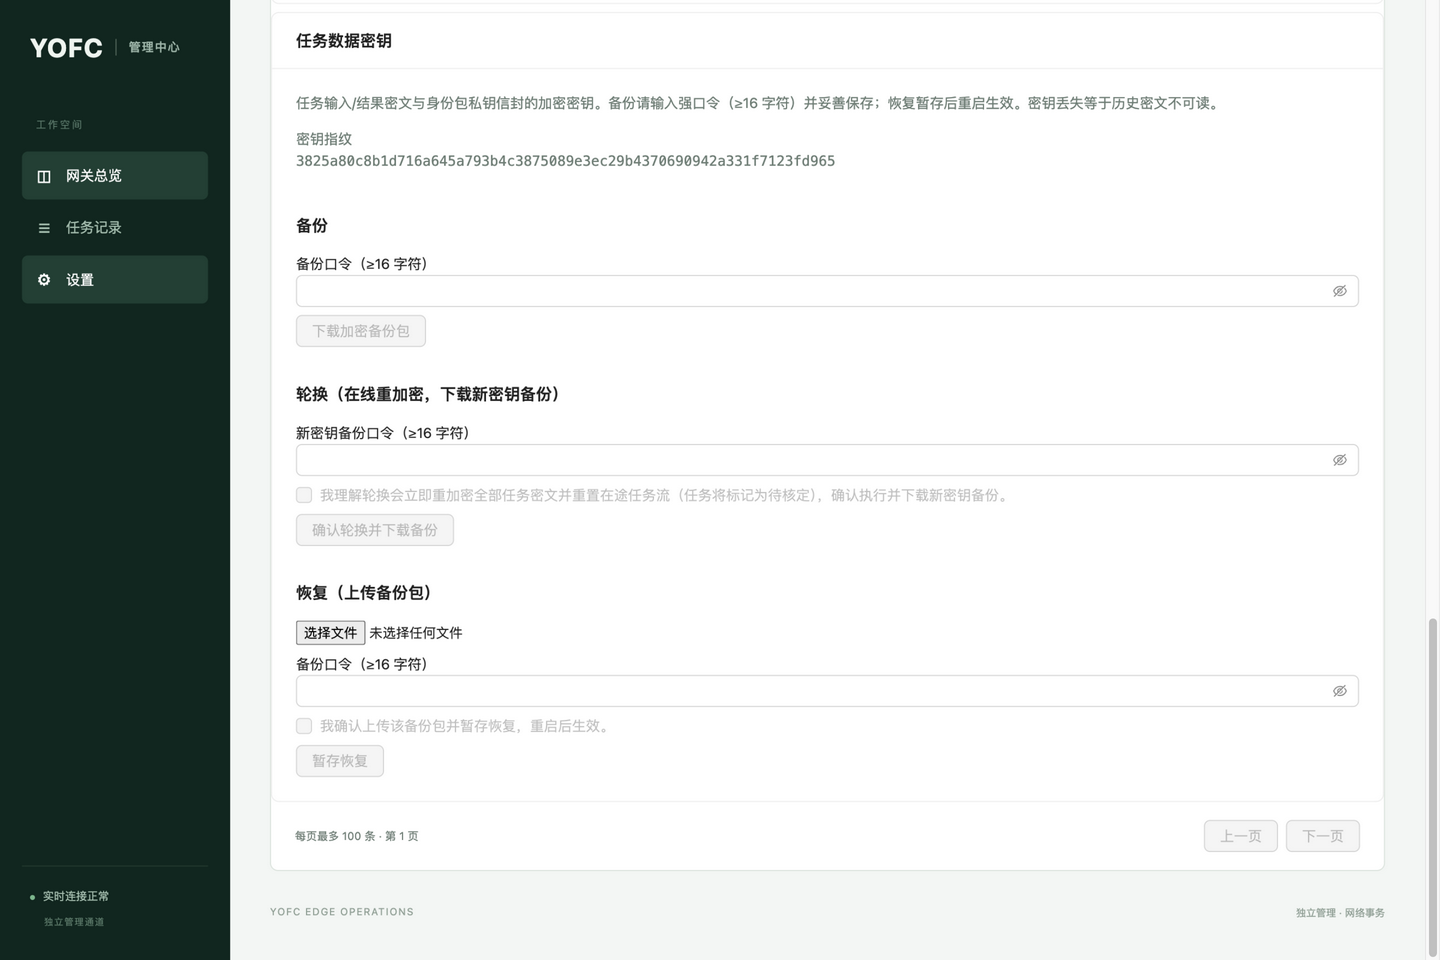 YOFC
管理中心
工作空间
网关总览
任务记录
设置
实时连接正常
独立管理通道
任务数据密钥
任务输入/结果密文与身份包私钥信封的加密密钥。备份请输入强口令（≥16 字符）并妥善保存；恢复暂存后重启生效。密钥丢失等于历史密文不可读。
密钥指纹
3825a80c8b1d716a645a793b4c3875089e3ec29b4370690942a331f7123fd965
备份
备份口令（≥16 字符）
下载加密备份包
轮换（在线重加密，下载新密钥备份）
新密钥备份口令（≥16 字符）
我理解轮换会立即重加密全部任务密文并重置在途任务流（任务将标记为待核定），确认执行并下载新密钥备份。
确认轮换并下载备份
恢复（上传备份包）
选择文件 未选择任何文件
备份口令（≥16 字符）
我确认上传该备份包并暂存恢复，重启后生效。
暂存恢复
每页最多 100 条 · 第 1 页
上一页
下一页
YOFC EDGE OPERATIONS
独立管理 · 网络事务